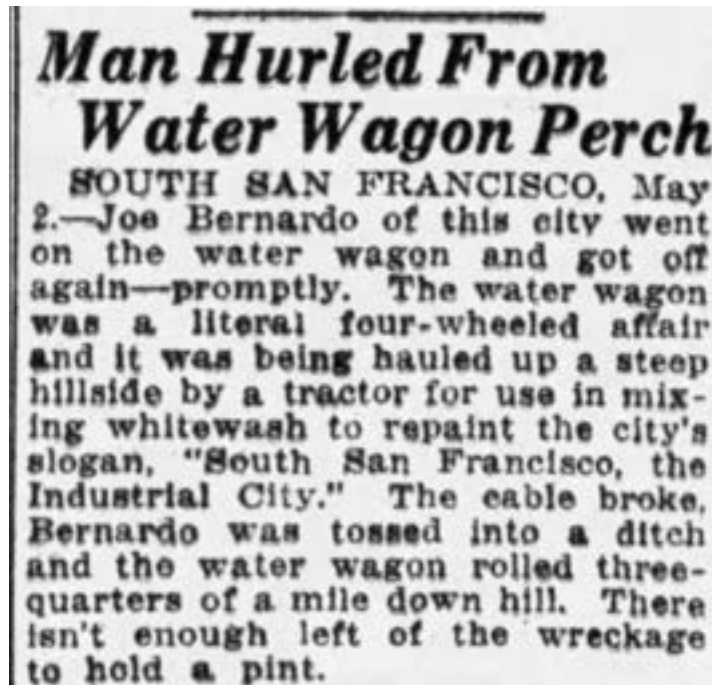 Man Hurled From
Water Wagon Perch
SOUTH SAN FRANCISCO, May
2.—Joe Bernardo of this city went
on the water wagon and got off
again—promptly. The water wagon
was a literal four-wheeled affair
and it was being hauled up a steep
hillside by a tractor for use in mix-
ing whitewash to repaint the city's
slogan, "South San Francisco, the
Industrial City." The cable broke,
Bernardo was tossed into a ditch
and the water wagon rolled three-
quarters of a mile down hill. There
isn't enough left of the wreckage
to hold a pint.